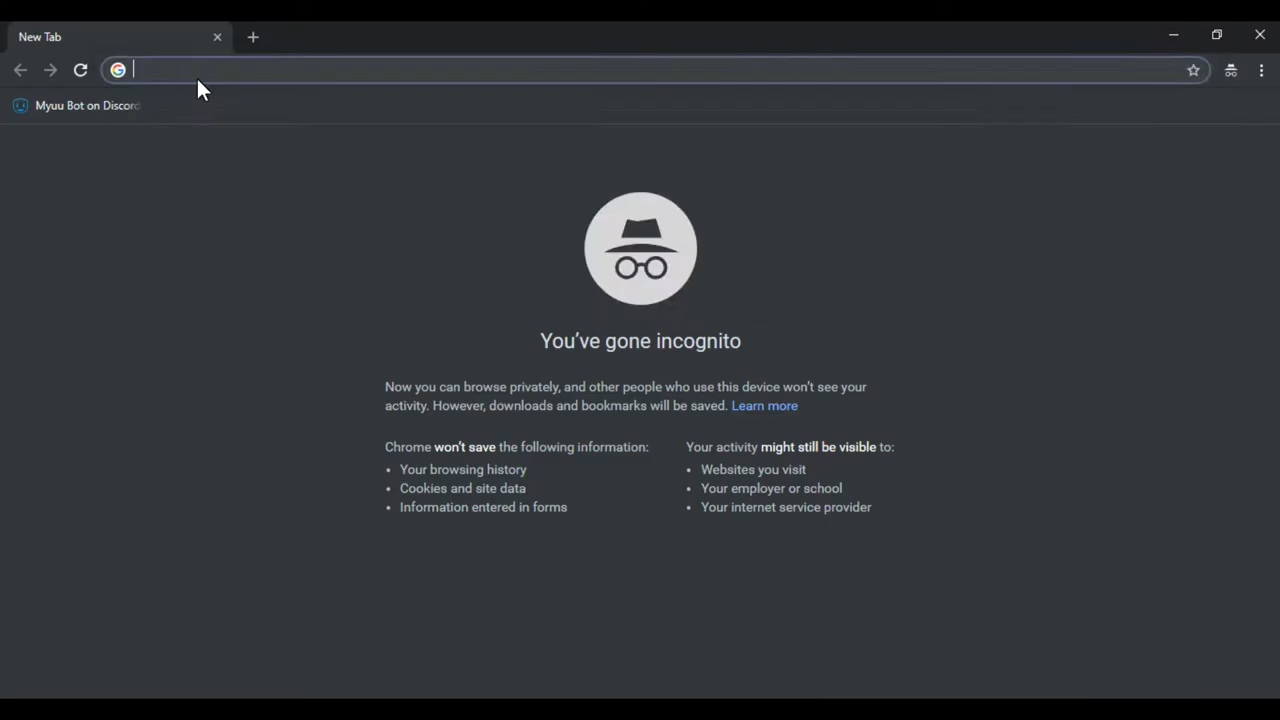 New Tab
Myuu Bot on Discord
You've gone incognito
Now you can browse privately, and other people who use this device won't see your
activity. However, downloads and bookmarks will be saved. Learn more
Chrome won't save the following information:
• Your browsing history
• Cookies and site data
• Information entered in forms
Your activity might still be visible to:
• Websites you visit
• Your employer or school
• Your internet service provider